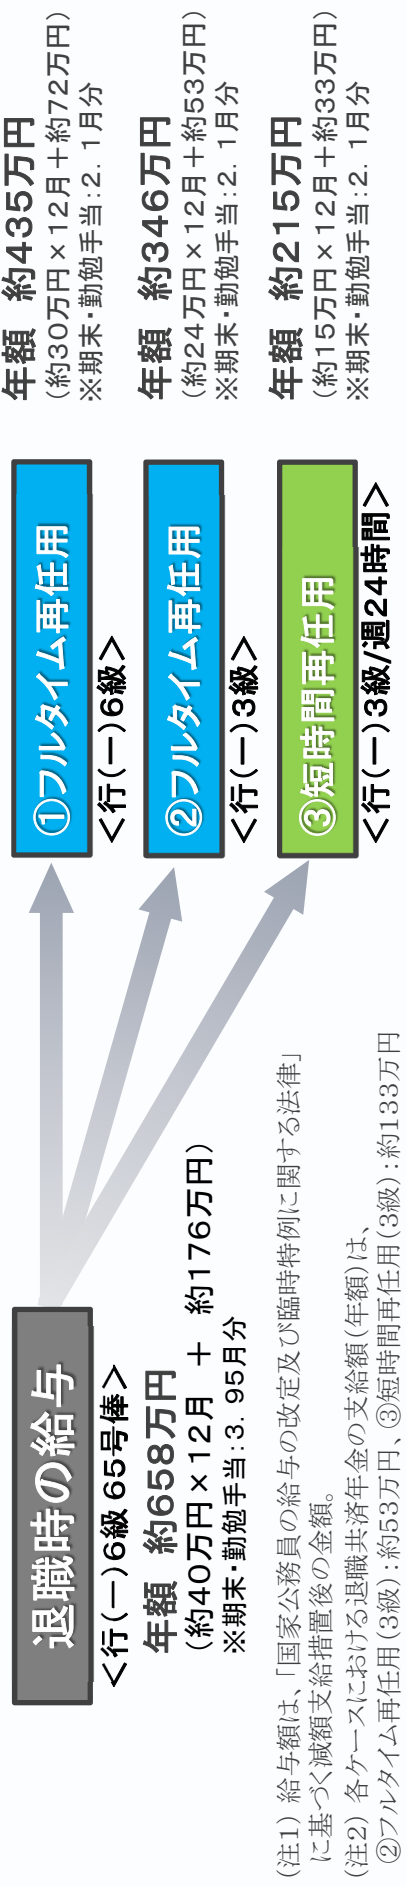 退職時の給与
＜行(一)6級 65号俸＞
年額 約658万円
(約40万円×12月 ＋ 約176万円)
※期末・勤勉手当:3. 95月分
①フルタイム再任用
＜行(一)6級＞
年額 約435万円
(約30万円×12月＋約72万円)
※期末・勤勉手当:2. 1月分
②フルタイム再任用
＜行(一)3級＞
年額 約346万円
(約24万円×12月＋約53万円)
※期末・勤勉手当:2. 1月分
③短時間再任用
＜行(一)3級/週24時間＞
年額 約215万円
(約15万円×12月＋約33万円)
※期末・勤勉手当:2. 1月分
(注1) 給与額は、「国家公務員の給与の改定及び臨時特例に関する法律」
に基づく減額支給措置後の金額。
(注2) 各ケースにおける退職共済年金の支給額(年額)は、
②フルタイム再任用(3級):約53万円、③短時間再任用(3級):約133万円